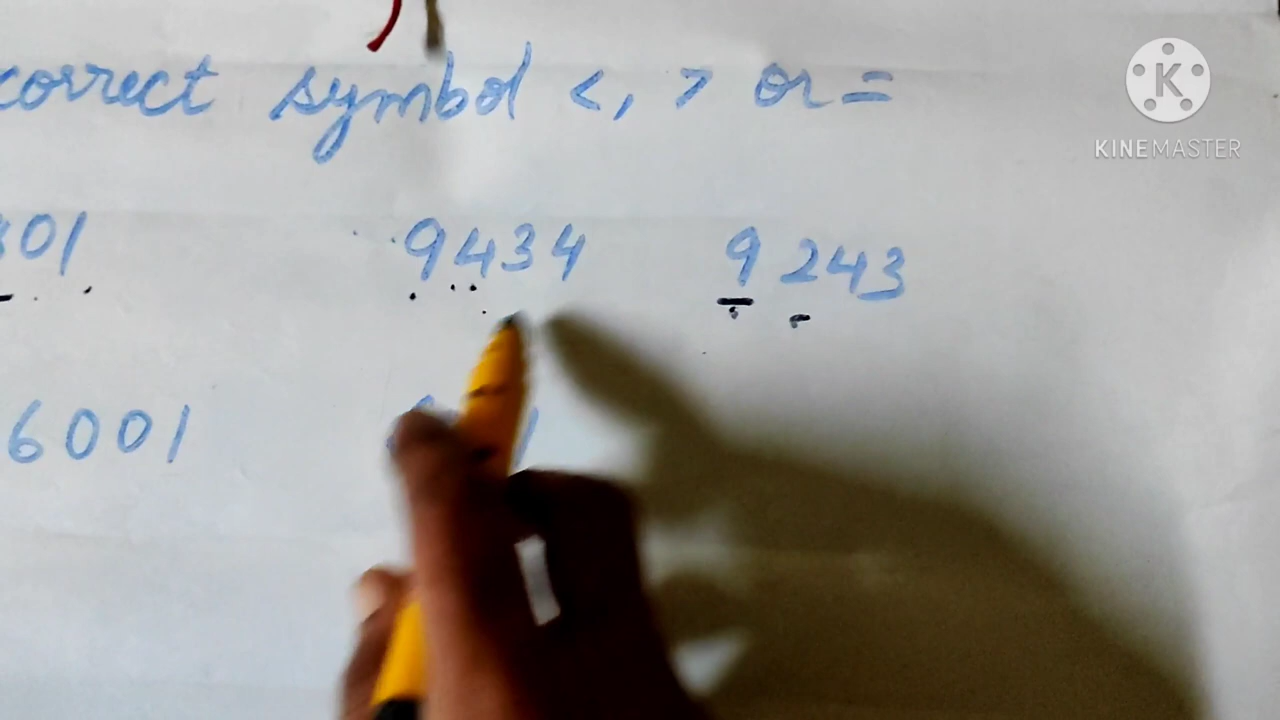 correct symbol <, > or =
K
KINEMASTER
01 9434 9243
6001